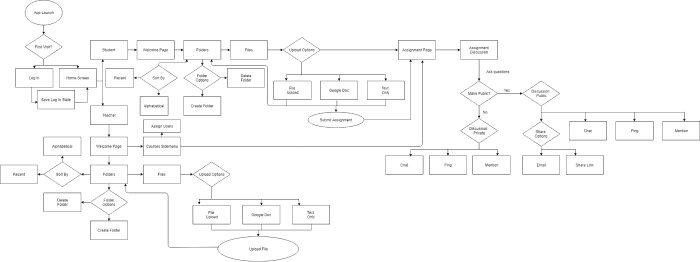 App Launch
First Visit?
Log In
Home Screen
Save Log in State
Student
Welcome Page
Folders
Files
Upload Options
Assignment Page
Assignment
Discussion
Recent
Sort By
Folder
Options
Delete
Folder
Alphabetical
Create Folder
File
Upload
Google Doc
Text
Only
Submit Assignment
Ask questions
Make Public?
Yes
Discussion
Public
No
Discussion
Private
Share
Options
Chat
Ping
Mention
Chat
Ping
Mention
Email
Share Link
Teacher
Assign Users
Welcome Page
Courses Sidemenu
Alphabetical
Recent
Sort By
Folders
Files
Upload Options
Delete
Folder
Folder
Options
Create Folder
File
Upload
Google Doc
Text
Only
Upload File